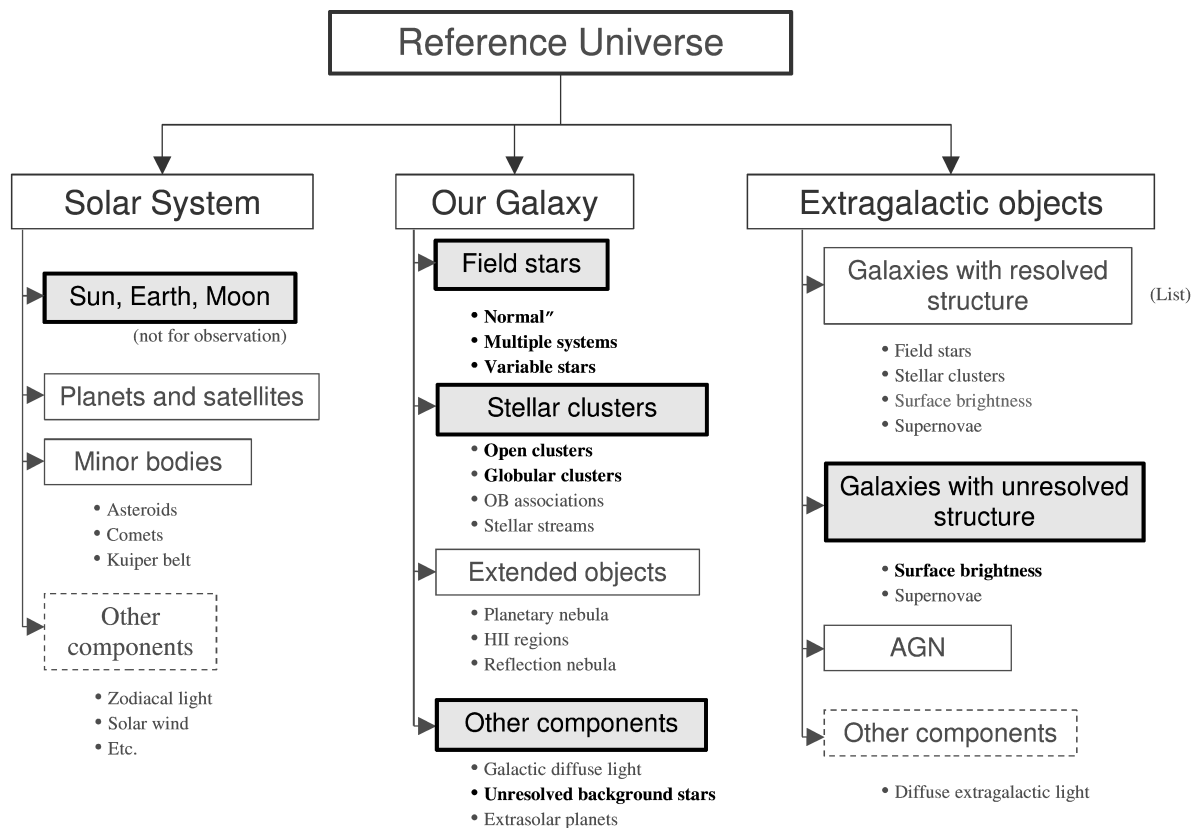 Reference Universe
Solar System
Sun, Earth, Moon
(not for observation)
Planets and satellites
Minor bodies
• Asteroids
• Comets
• Kuiper belt
Other
components
• Zodiacal light
• Solar wind
• Etc.
Our Galaxy
Field stars
• Normal″
• Multiple systems
• Variable stars
Stellar clusters
• Open clusters
• Globular clusters
• OB associations
• Stellar streams
Extended objects
• Planetary nebula
• HII regions
• Reflection nebula
Other components
• Galactic diffuse light
• Unresolved background stars
• Extrasolar planets
Extragalactic objects
Galaxies with resolved
structure
(List)
• Field stars
• Stellar clusters
• Surface brightness
• Supernovae
Galaxies with unresolved
structure
• Surface brightness
• Supernovae
AGN
Other components
• Diffuse extragalactic light